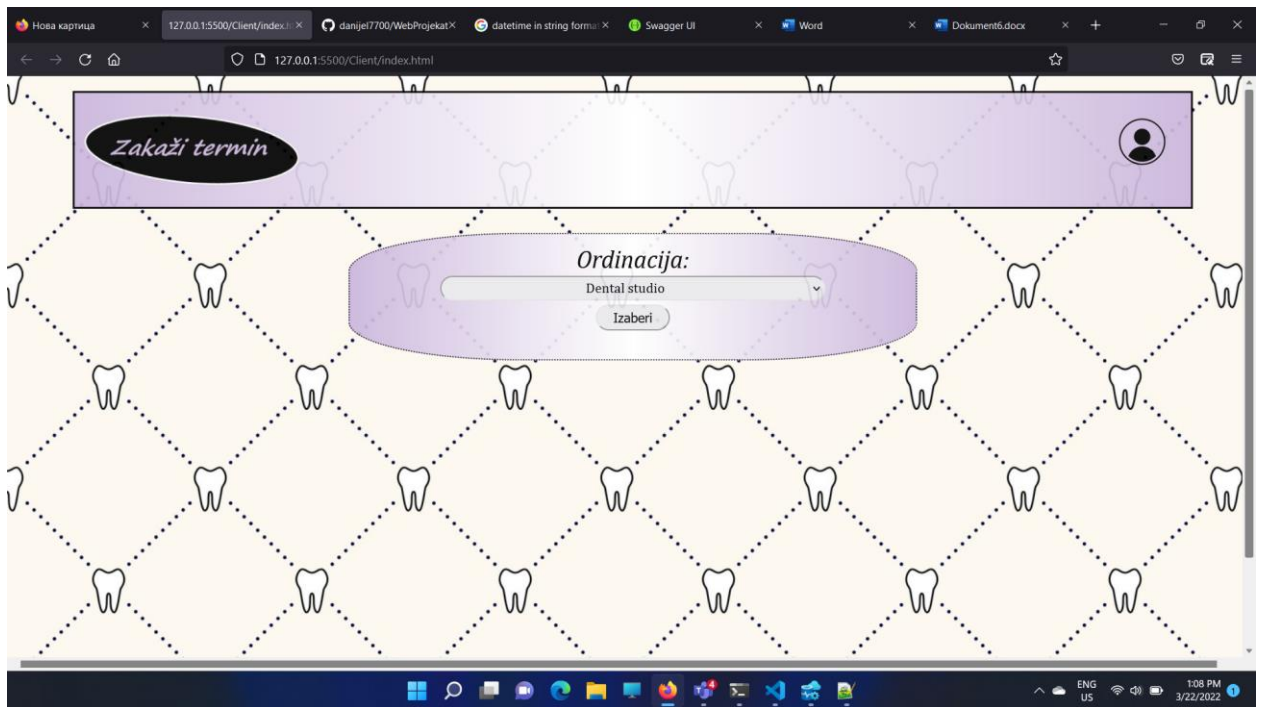 Нова картица
127.0.0.1:5500/Client/index.h
danijel7700/WebProjekat
datetime in string format
Swagger UI
Word
Dokument6.docx
127.0.0.1:5500/Client/index.html
Zakaži termin
Ordinacija:
Dental studio
Izaberi
4
ENG
US
1:08 PM
3/22/2022
1